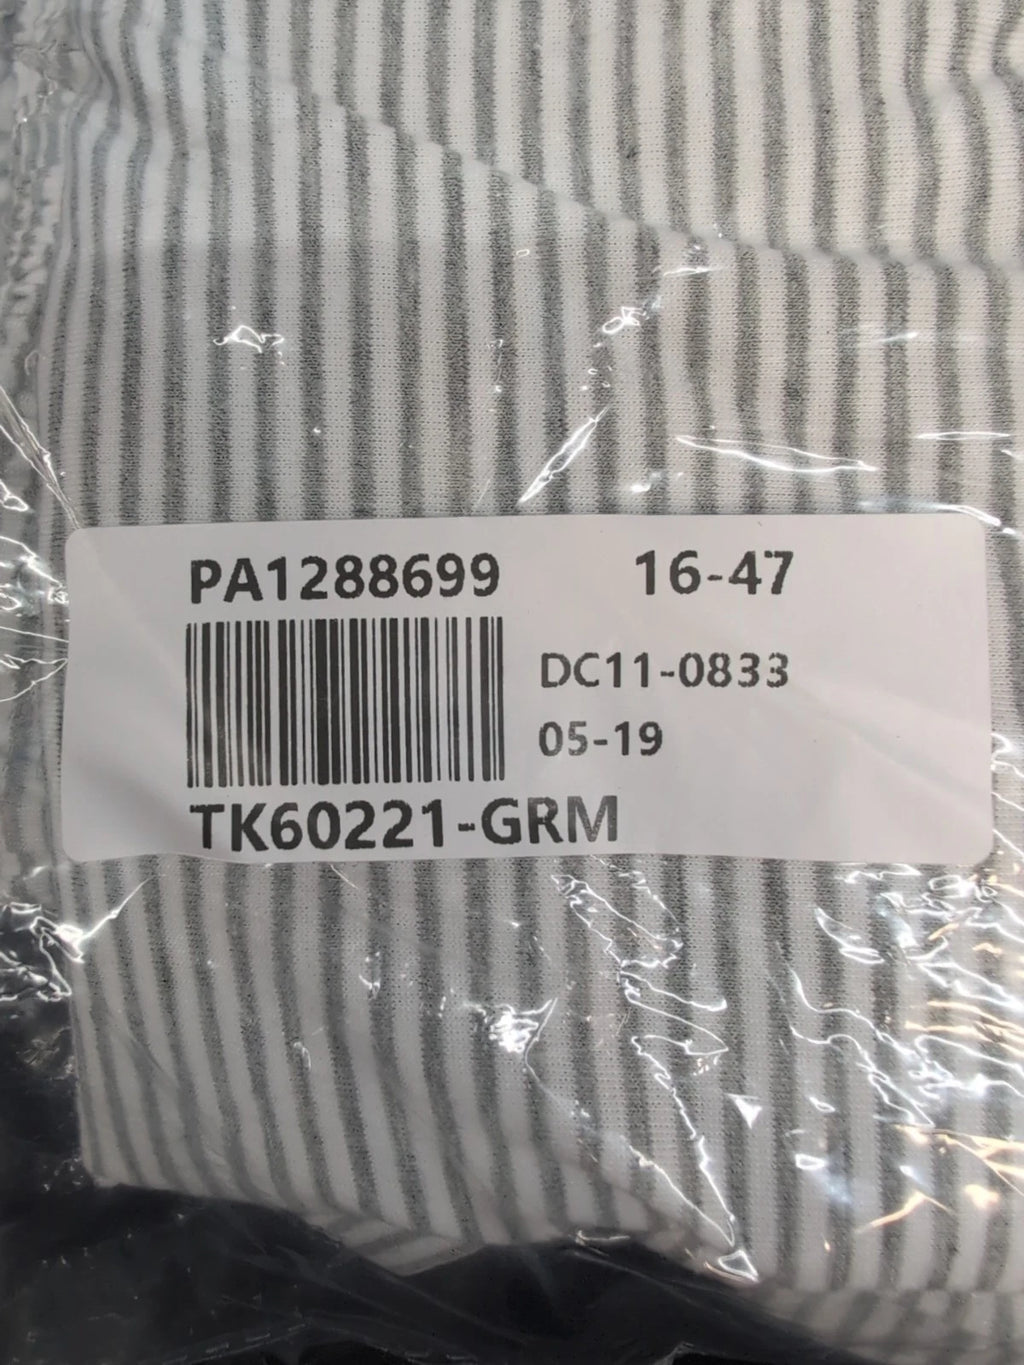 PA1288699 16-47
DC11-0833
05-19
TK60221-GRM